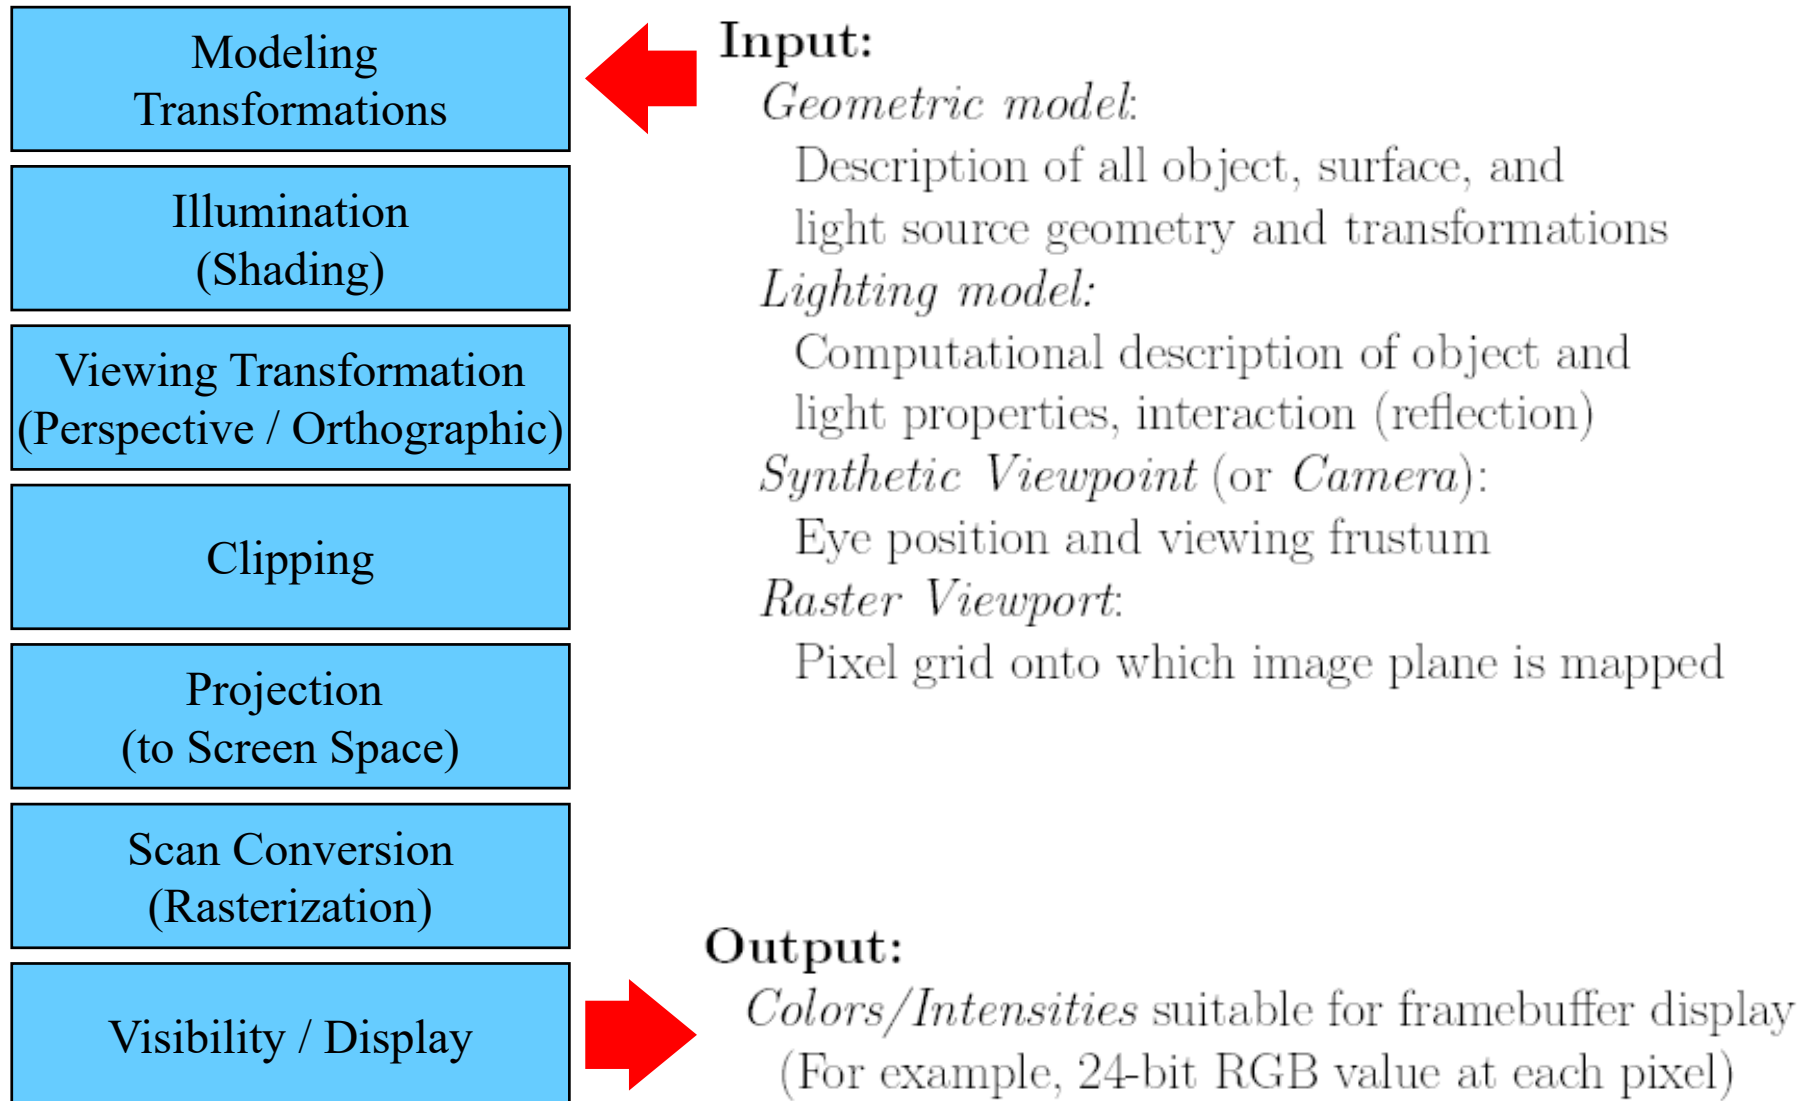 Modeling
Transformations
Illumination
(Shading)
Viewing Transformation
(Perspective / Orthographic)
Clipping
Projection
(to Screen Space)
Scan Conversion
(Rasterization)
Visibility / Display
Input:
Geometric model:
Description of all object, surface, and
light source geometry and transformations
Lighting model:
Computational description of object and
light properties, interaction (reflection)
Synthetic Viewpoint (or Camera):
Eye position and viewing frustum
Raster Viewport:
Pixel grid onto which image plane is mapped
Output:
Colors/Intensities suitable for framebuffer display
(For example, 24-bit RGB value at each pixel)